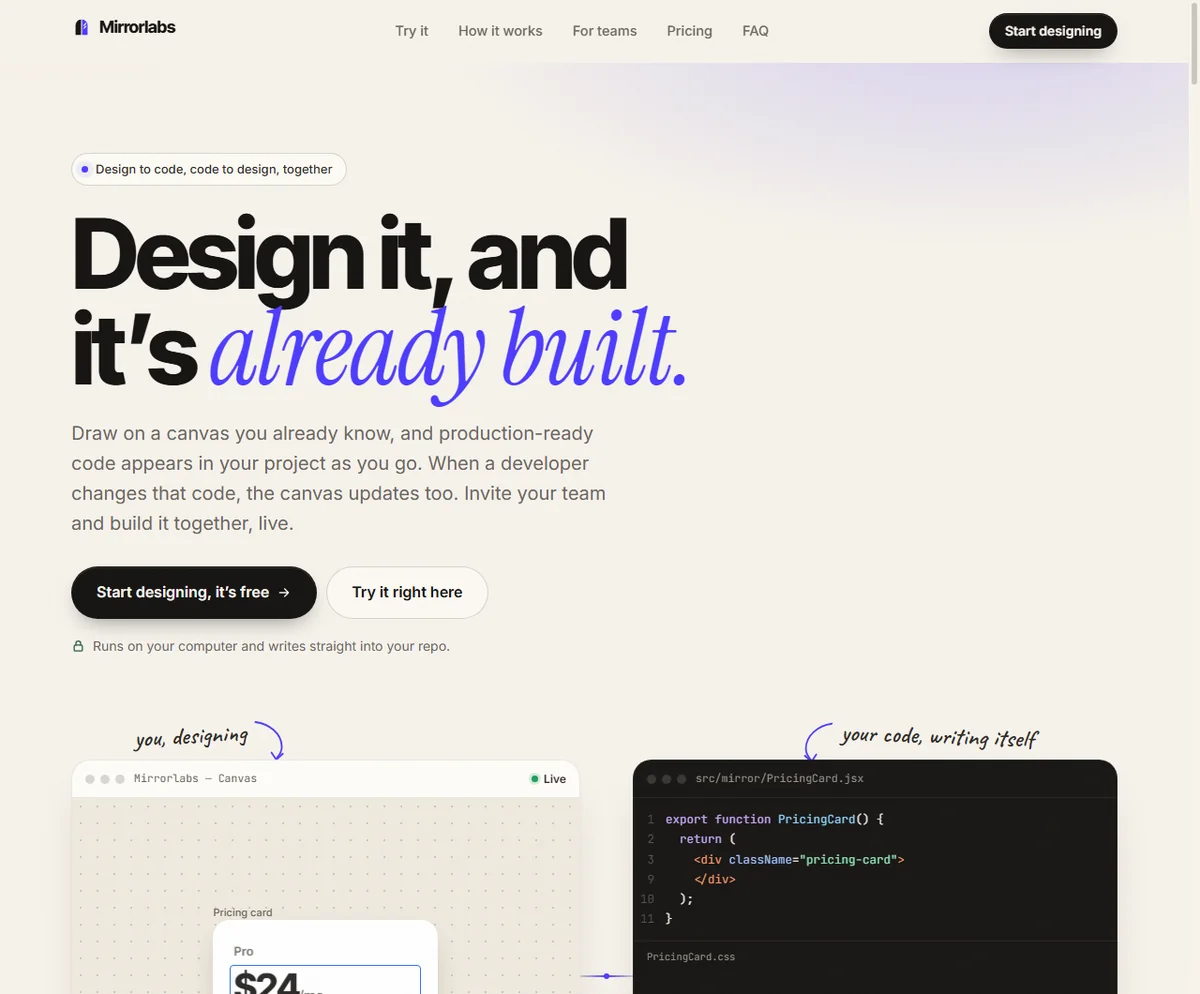 Mirrorlabs
Try it
How it works
For teams
Pricing
FAQ
Start designing
Design to code, code to design, together
Design it, and
it’s already built.
Draw on a canvas you already know, and production-ready
code appears in your project as you go. When a developer
changes that code, the canvas updates too. Invite your team
and build it together, live.
Start designing, it’s free →
Try it right here
Runs on your computer and writes straight into your repo.
you, designing
your code, writing itself
Mirrorlabs — Canvas
Live
Pricing card
Pro
$24/mo
src/mirror/PricingCard.jsx
1 export function PricingCard() {
2 return (
3 <div className="pricing-card">
9 </div>
10 );
11 }
PricingCard.css